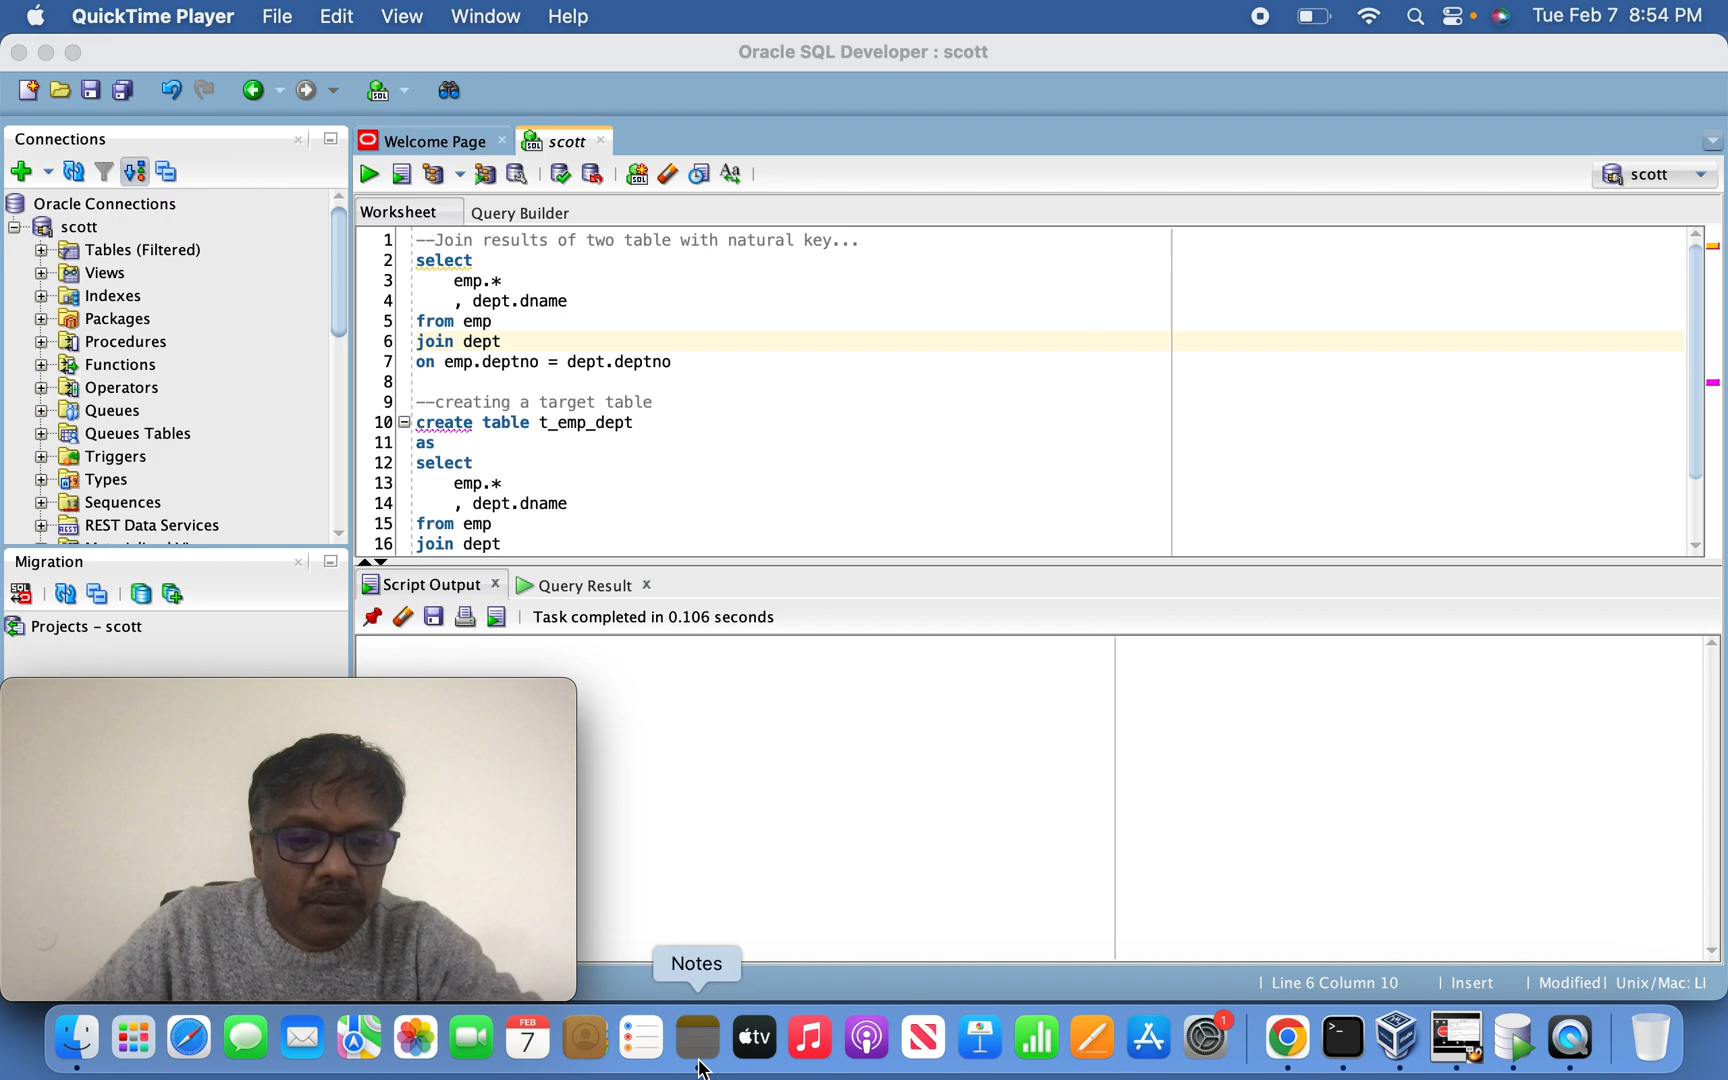 QuickTime Player File Edit View Window Help Tue Feb 7 8:54 PM
Oracle SQL Developer : scott
Connections
Oracle Connections
scott
Tables (Filtered)
Views
Indexes
Packages
Procedures
Functions
Operators
Queues
Queues Tables
Triggers
Types
Sequences
REST Data Services
Migration
Projects – scott
Welcome Page
scott
scott
Worksheet Query Builder
1 --Join results of two table with natural key...
2 select
3 emp.*
4 , dept.dname
5 from emp
6 join dept
7 on emp.deptno = dept.deptno
8
9 --creating a target table
10 create table t_emp_dept
11 as
12 select
13 emp.*
14 , dept.dname
15 from emp
16 join dept
Script Output Query Result
Task completed in 0.106 seconds
Notes
| Line 6 Column 10 | Insert | Modified | Unix/Mac: LI
FEB
7
tv
1